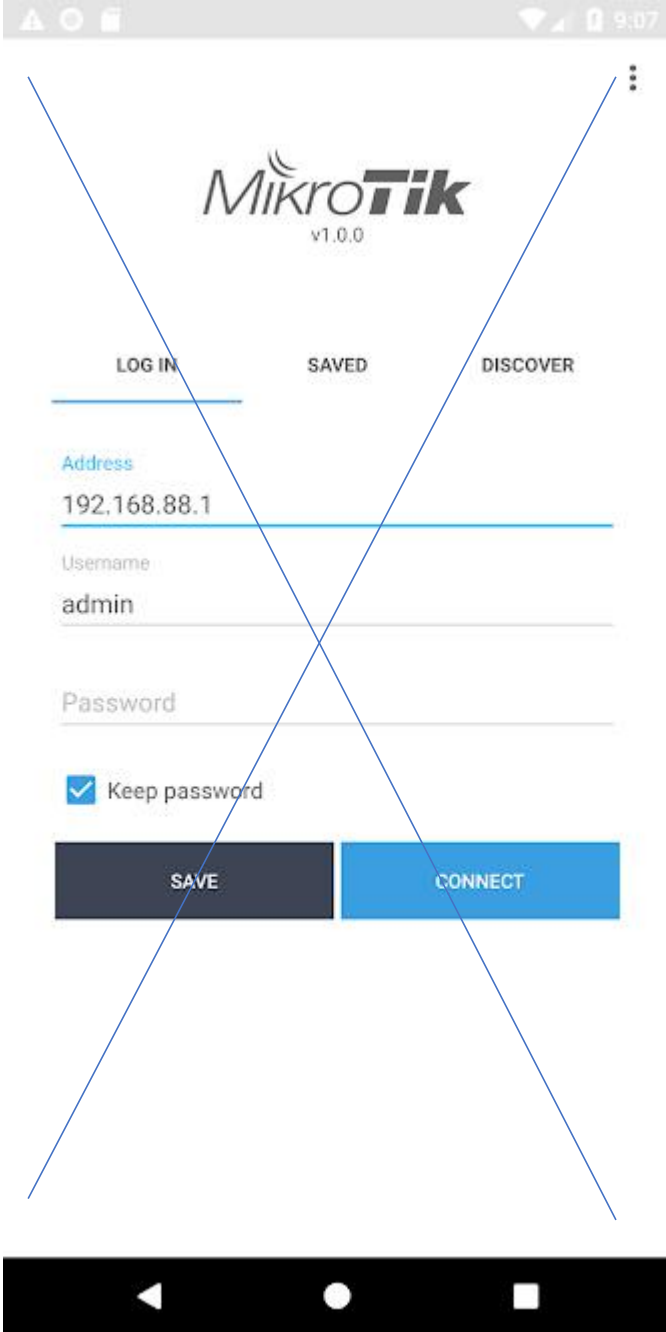 9:07
MikroTik
v1.0.0
LOG IN SAVED DISCOVER
Address
192.168.88.1
Username
admin
Password
Keep password
SAVE CONNECT